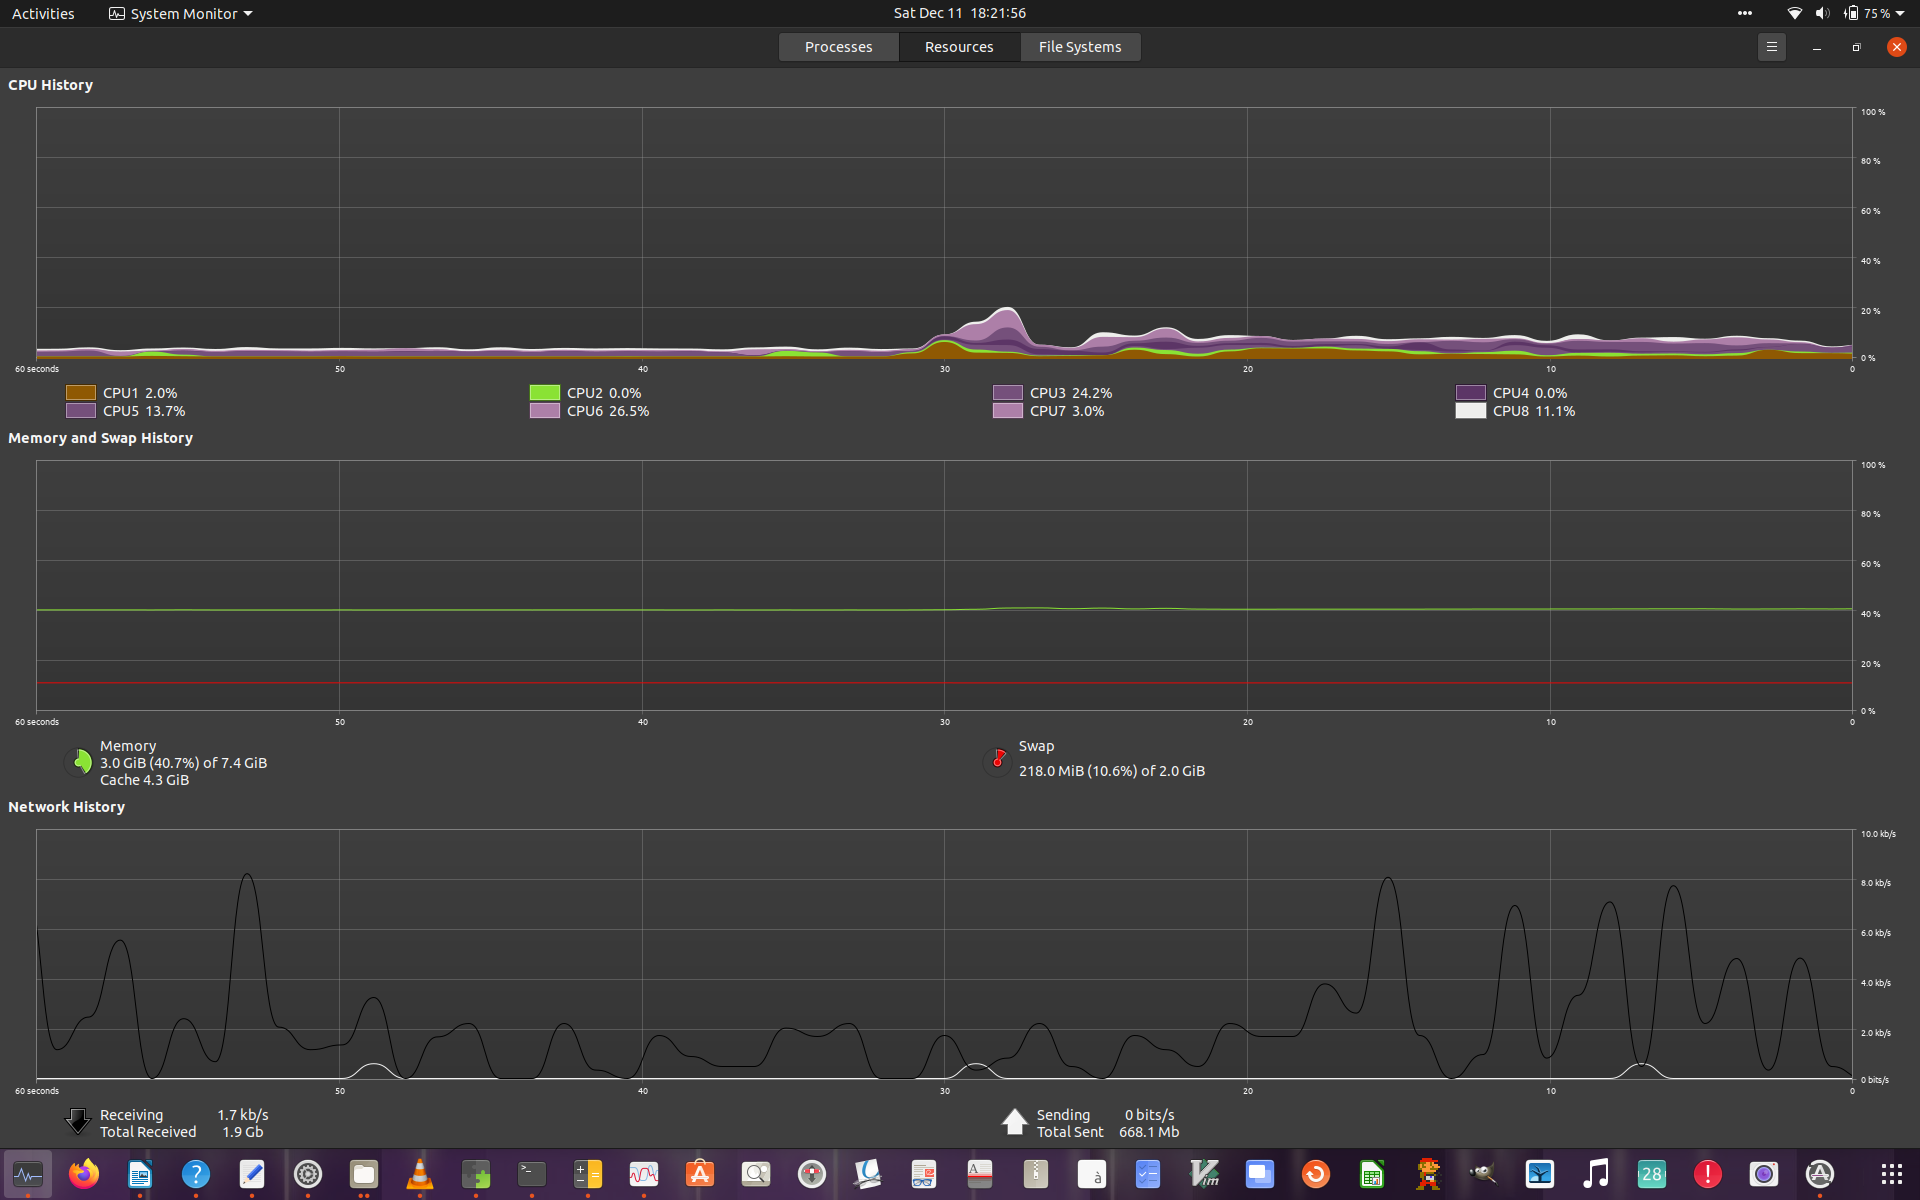 Activities System Monitor Sat Dec 11 18:21:56 75 %
Processes Resources File Systems
CPU History
100 %
80 %
60 %
40 %
20 %
0 %
60 seconds 50 40 30 20 10 0
CPU1 2.0% CPU2 0.0% CPU3 24.2% CPU4 0.0%
CPU5 13.7% CPU6 26.5% CPU7 3.0% CPU8 11.1%
Memory and Swap History
100 %
80 %
60 %
40 %
20 %
0 %
60 seconds 50 40 30 20 10 0
Memory
3.0 GiB (40.7%) of 7.4 GiB
Cache 4.3 GiB
Swap
218.0 MiB (10.6%) of 2.0 GiB
Network History
10.0 kb/s
8.0 kb/s
6.0 kb/s
4.0 kb/s
2.0 kb/s
0 bits/s
60 seconds 50 40 30 20 10 0
Receiving 1.7 kb/s
Total Received 1.9 Gb
Sending 0 bits/s
Total Sent 668.1 Mb
? >_ A à Vim 28 !